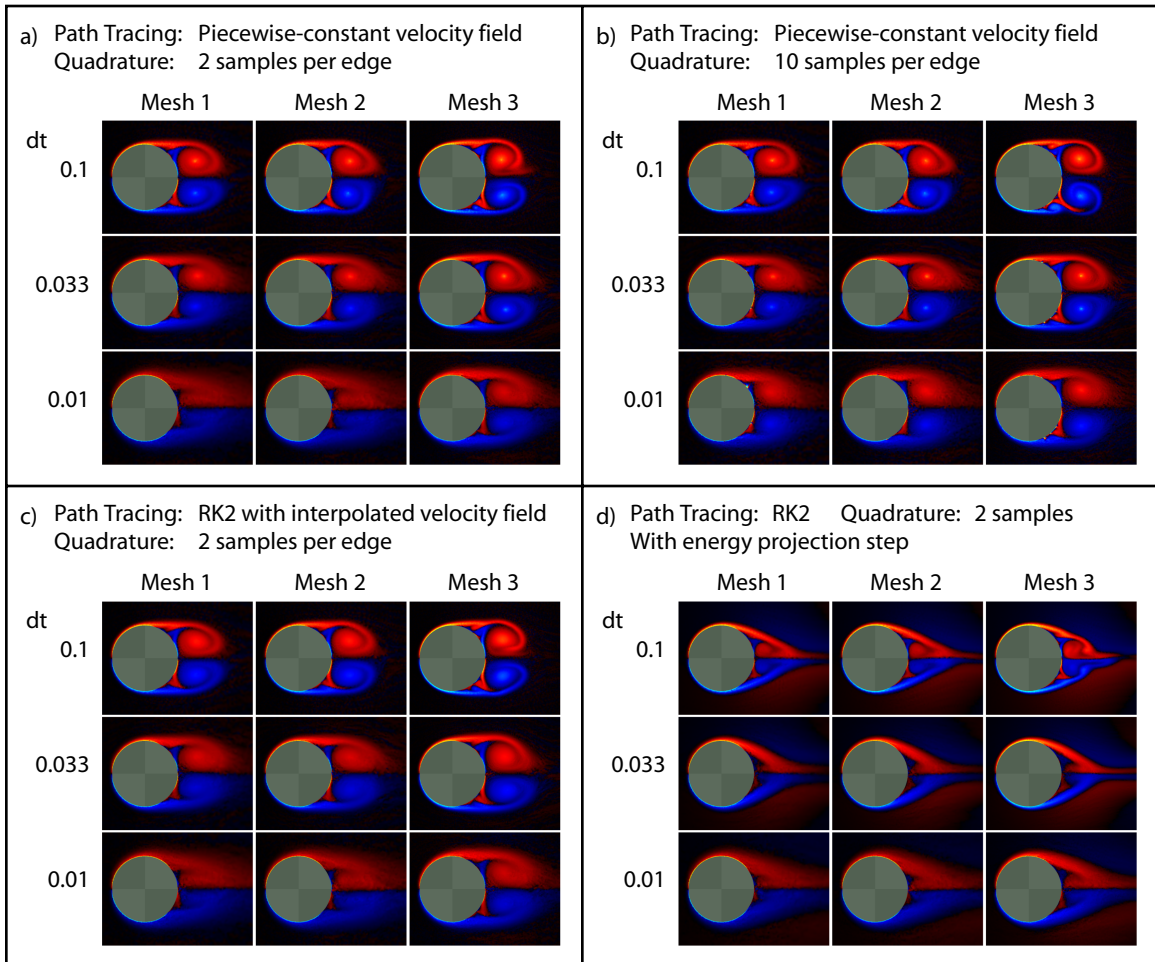 a) Path Tracing: Piecewise-constant velocity field
Quadrature: 2 samples per edge
Mesh 1 Mesh 2 Mesh 3
dt
0.1
0.033
0.01
b) Path Tracing: Piecewise-constant velocity field
Quadrature: 10 samples per edge
Mesh 1 Mesh 2 Mesh 3
dt
0.1
0.033
0.01
c) Path Tracing: RK2 with interpolated velocity field
Quadrature: 2 samples per edge
Mesh 1 Mesh 2 Mesh 3
dt
0.1
0.033
0.01
d) Path Tracing: RK2 Quadrature: 2 samples
With energy projection step
Mesh 1 Mesh 2 Mesh 3
dt
0.1
0.033
0.01